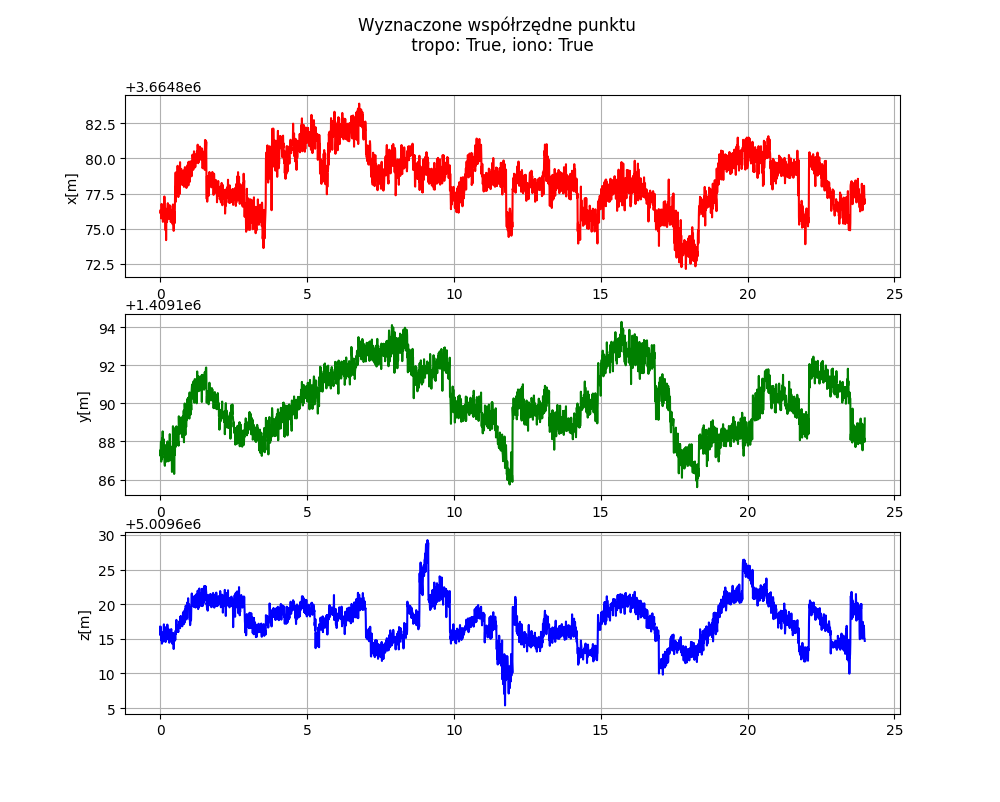 Wyznaczone współrzędne punktu
tropo: True, iono: True
+3.6648e6
82.5
80.0
77.5
75.0
72.5
x[m]
0 5 10 15 20 25
+1.4091e6
94
92
90
88
86
y[m]
0 5 10 15 20 25
+5.0096e6
30
25
20
15
10
5
z[m]
0 5 10 15 20 25